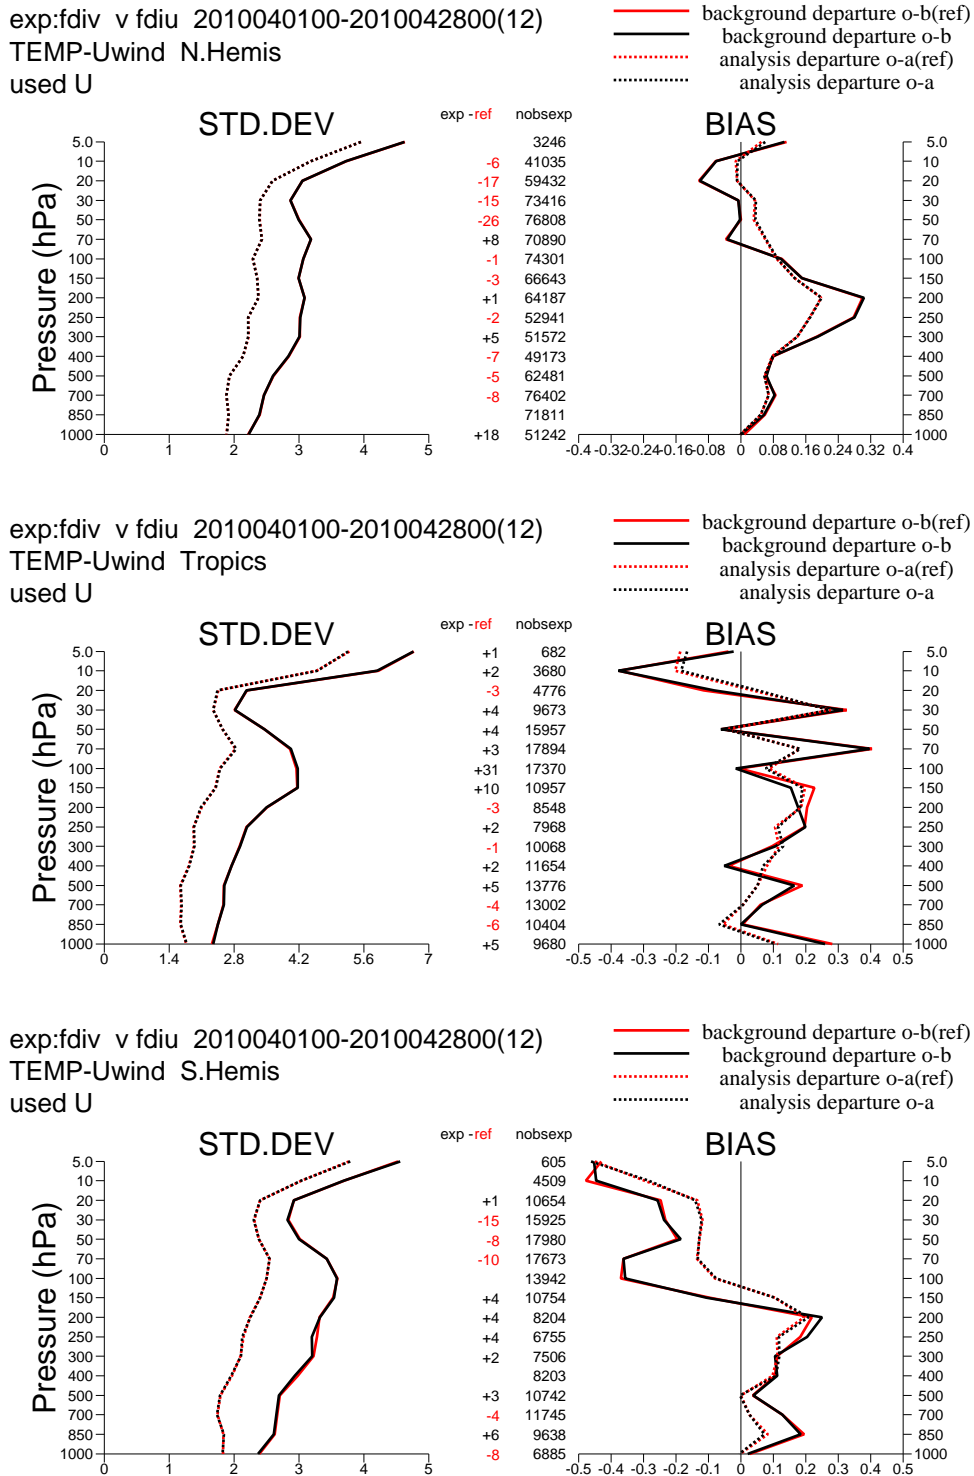 exp:fdiv v fdiu 2010040100-2010042800(12)
TEMP-Uwind N.Hemis
used U
background departure o-b(ref)
background departure o-b
analysis departure o-a(ref)
analysis departure o-a
STD.DEV exp -ref nobsexp BIAS
Pressure (hPa)
5.0 3246 5.0
10 -6 41035 10
20 -17 59432 20
30 -15 73416 30
50 -26 76808 50
70 +8 70890 70
100 -1 74301 100
150 -3 66643 150
200 +1 64187 200
250 -2 52941 250
300 +5 51572 300
400 -7 49173 400
500 -5 62481 500
700 -8 76402 700
850 71811 850
1000 +18 51242 1000
0 1 2 3 4 5 -0.4 -0.32 -0.24 -0.16 -0.08 0 0.08 0.16 0.24 0.32 0.4
exp:fdiv v fdiu 2010040100-2010042800(12)
TEMP-Uwind Tropics
used U
background departure o-b(ref)
background departure o-b
analysis departure o-a(ref)
analysis departure o-a
STD.DEV exp -ref nobsexp BIAS
Pressure (hPa)
5.0 +1 682 5.0
10 +2 3680 10
20 -3 4776 20
30 +4 9673 30
50 +4 15957 50
70 +3 17894 70
100 +31 17370 100
150 +10 10957 150
200 -3 8548 200
250 +2 7968 250
300 -1 10068 300
400 +2 11654 400
500 +5 13776 500
700 -4 13002 700
850 -6 10404 850
1000 +5 9680 1000
0 1.4 2.8 4.2 5.6 7 -0.5 -0.4 -0.3 -0.2 -0.1 0 0.1 0.2 0.3 0.4 0.5
exp:fdiv v fdiu 2010040100-2010042800(12)
TEMP-Uwind S.Hemis
used U
background departure o-b(ref)
background departure o-b
analysis departure o-a(ref)
analysis departure o-a
STD.DEV exp -ref nobsexp BIAS
Pressure (hPa)
5.0 605 5.0
10 4509 10
20 +1 10654 20
30 -15 15925 30
50 -8 17980 50
70 -10 17673 70
100 13942 100
150 +4 10754 150
200 +4 8204 200
250 +4 6755 250
300 +2 7506 300
400 8203 400
500 +3 10742 500
700 -4 11745 700
850 +6 9638 850
1000 -8 6885 1000
0 1 2 3 4 5 -0.5 -0.4 -0.3 -0.2 -0.1 0 0.1 0.2 0.3 0.4 0.5